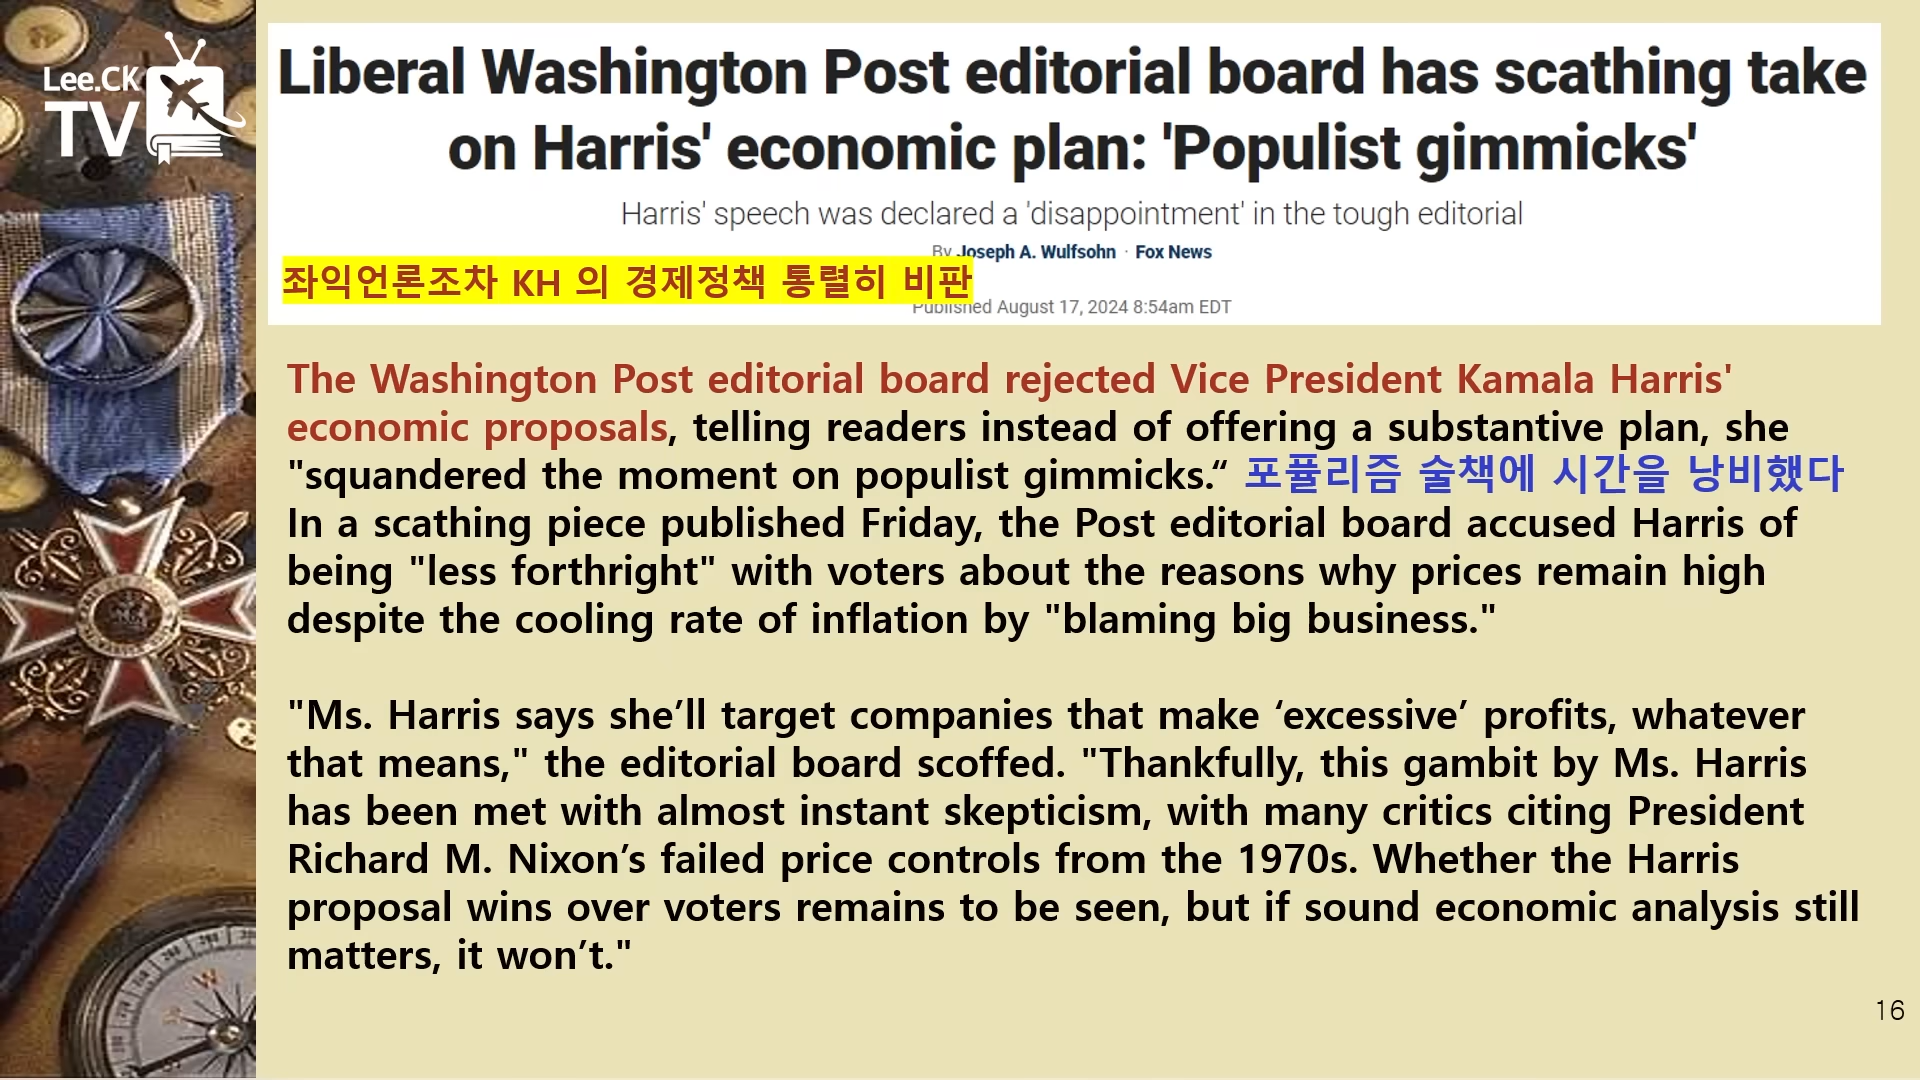 Lee.CK
TV
Liberal Washington Post editorial board has scathing take
on Harris' economic plan: 'Populist gimmicks'
Harris' speech was declared a 'disappointment' in the tough editorial
By Joseph A. Wulfsohn · Fox News
좌익언론조차 KH 의 경제정책 통렬히 비판
Published August 17, 2024 8:54am EDT
The Washington Post editorial board rejected Vice President Kamala Harris'
economic proposals, telling readers instead of offering a substantive plan, she
"squandered the moment on populist gimmicks.“ 포퓰리즘 술책에 시간을 낭비했다
In a scathing piece published Friday, the Post editorial board accused Harris of
being "less forthright" with voters about the reasons why prices remain high
despite the cooling rate of inflation by "blaming big business."
"Ms. Harris says she’ll target companies that make ‘excessive’ profits, whatever
that means," the editorial board scoffed. "Thankfully, this gambit by Ms. Harris
has been met with almost instant skepticism, with many critics citing President
Richard M. Nixon’s failed price controls from the 1970s. Whether the Harris
proposal wins over voters remains to be seen, but if sound economic analysis still
matters, it won’t."
W
16